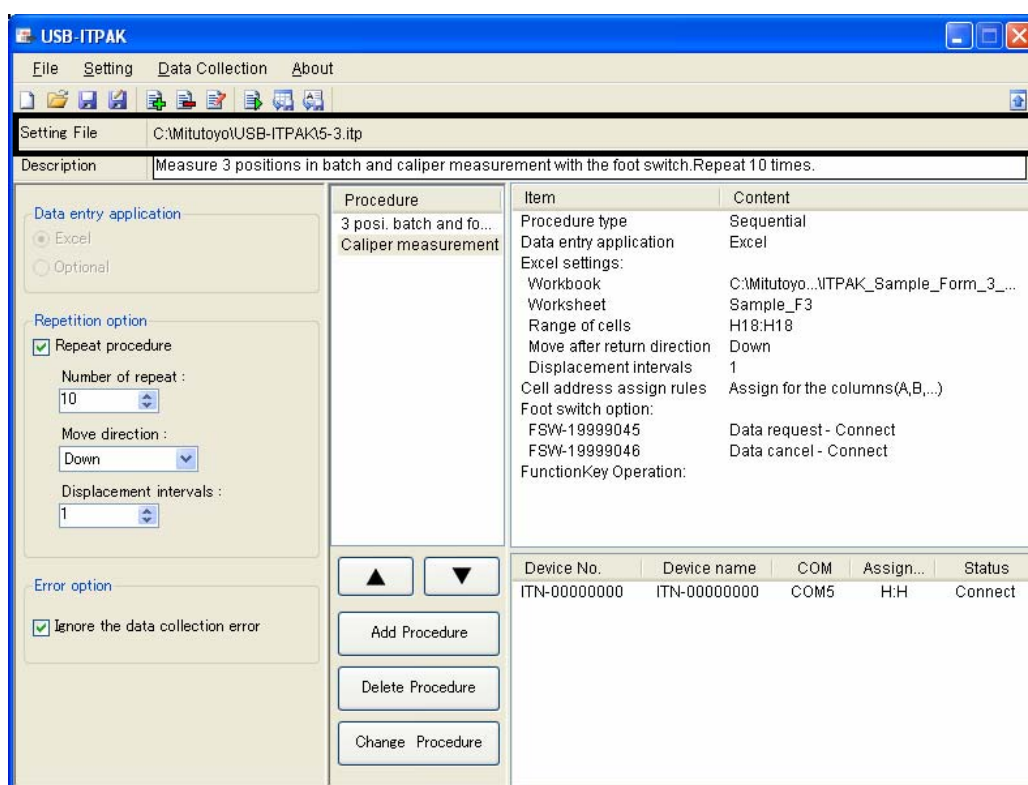 USB-ITPAK
File Setting Data Collection About
Setting File C:\Mitutoyo\USB-ITPAK\5-3.itp
Description Measure 3 positions in batch and caliper measurement with the foot switch.Repeat 10 times.
Data entry application
Excel
Optional
Repetition option
Repeat procedure
Number of repeat :
10
Move direction :
Down
Displacement intervals :
1
Error option
Ignore the data collection error
Procedure
3 posi. batch and fo...
Caliper measurement
Add Procedure
Delete Procedure
Change Procedure
Item Content
Procedure type Sequential
Data entry application Excel
Excel settings:
Workbook C:\Mitutoyo...\ITPAK_Sample_Form_3_...
Worksheet Sample_F3
Range of cells H18:H18
Move after return direction Down
Displacement intervals 1
Cell address assign rules Assign for the columns(A,B,...)
Foot switch option:
FSW-19999045 Data request - Connect
FSW-19999046 Data cancel - Connect
FunctionKey Operation:
Device No. Device name COM Assign... Status
ITN-00000000 ITN-00000000 COM5 H:H Connect